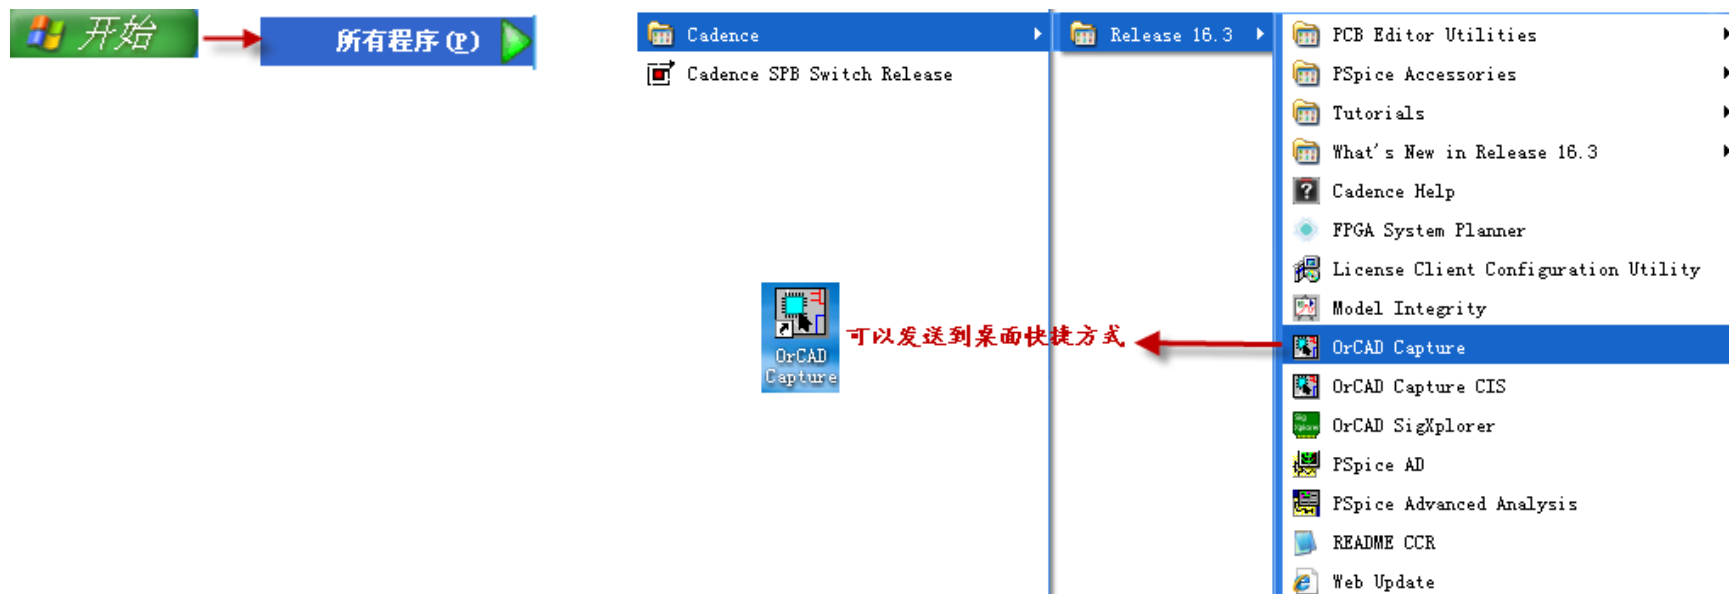 开始
所有程序(P)
Cadence
Cadence SPB Switch Release
Release 16.3
PCB Editor Utilities
PSpice Accessories
Tutorials
What's New in Release 16.3
Cadence Help
FPGA System Planner
License Client Configuration Utility
Model Integrity
OrCAD Capture
OrCAD Capture CIS
OrCAD SigXplorer
PSpice AD
PSpice Advanced Analysis
README CCR
Web Update
可以发送到桌面快捷方式
OrCAD
Capture